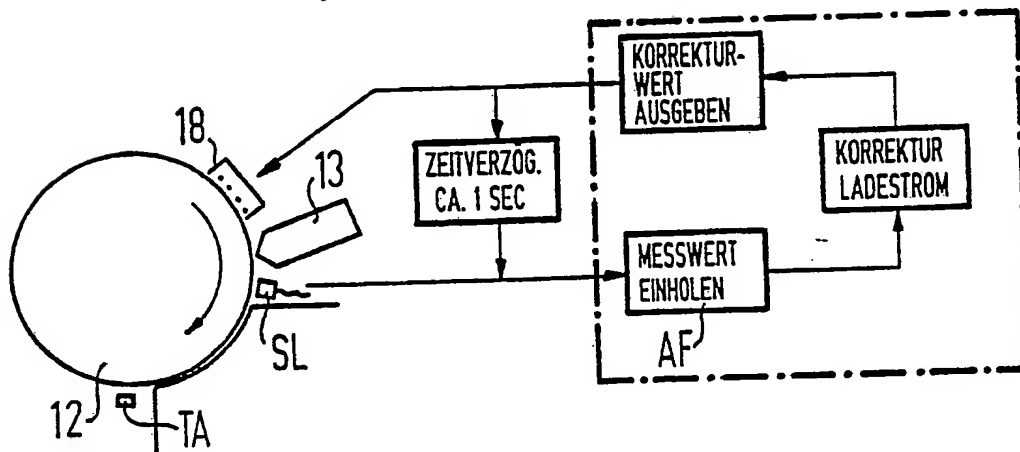 KORREKTUR-
WERT
AUSGEBEN
18
13
ZEITVERZÖG.
CA. 1 SEC
KORREKTUR
LADESTROM
MESSWERT
EINHOLEN
AF
SL
12
TA